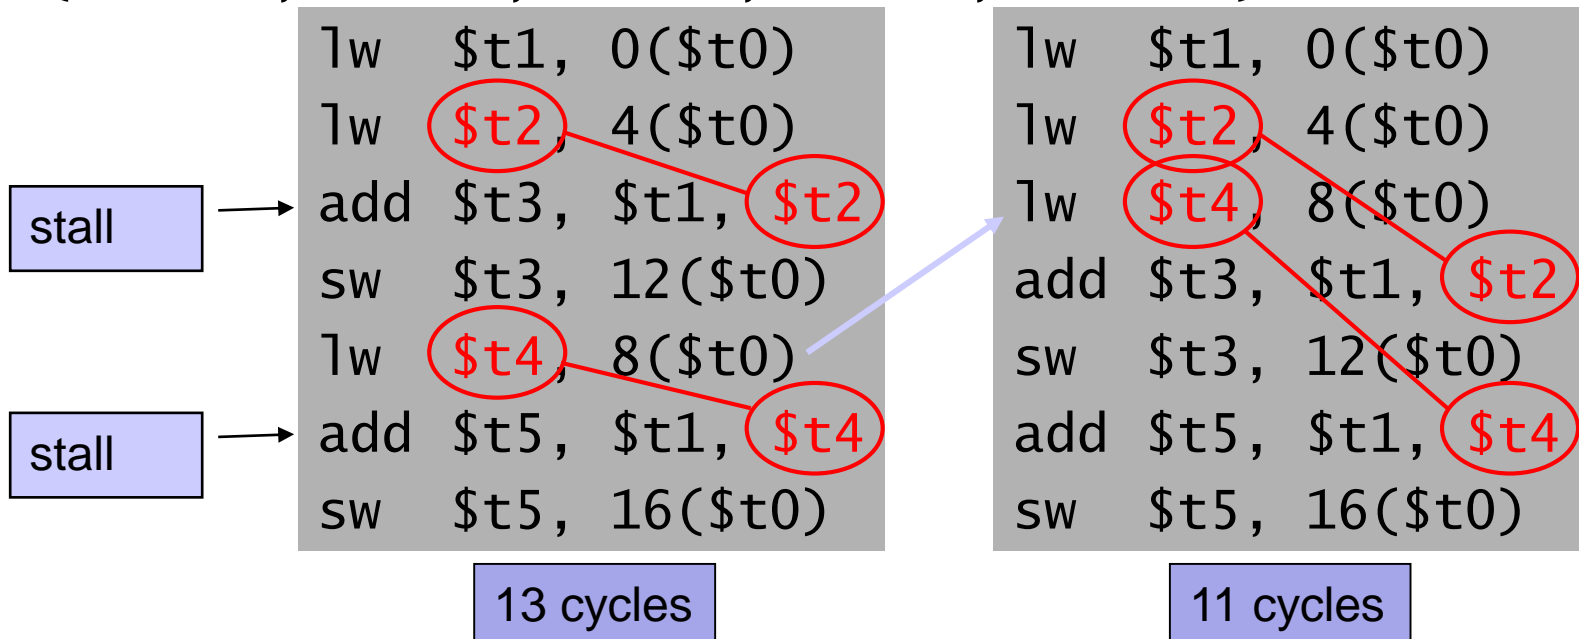 lw $t1, 0($t0)
lw $t2, 4($t0)
stall
add $t3, $t1, $t2
sw $t3, 12($t0)
lw $t4, 8($t0)
stall
add $t5, $t1, $t4
sw $t5, 16($t0)
13 cycles
lw $t1, 0($t0)
lw $t2, 4($t0)
lw $t4, 8($t0)
add $t3, $t1, $t2
sw $t3, 12($t0)
add $t5, $t1, $t4
sw $t5, 16($t0)
11 cycles